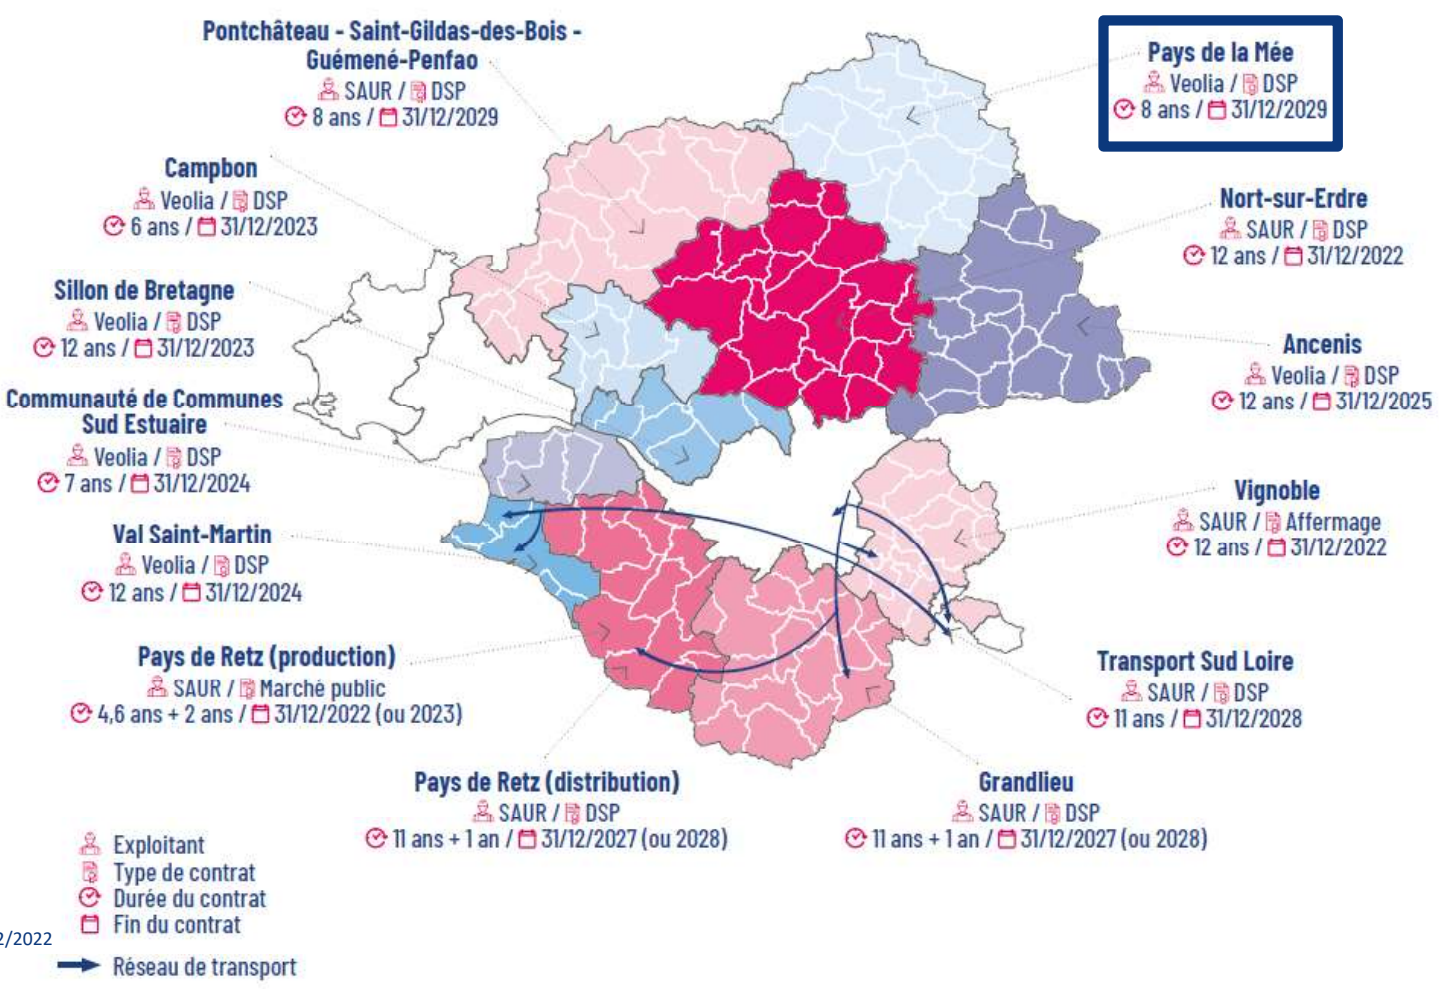 Pontchâteau - Saint-Gildas-des-Bois -
Guémené-Penfao
SAUR / DSP
8 ans / 31/12/2029
Pays de la Mée
Veolia / DSP
8 ans / 31/12/2029
Campbon
Veolia / DSP
6 ans / 31/12/2023
Nort-sur-Erdre
SAUR / DSP
12 ans / 31/12/2022
Sillon de Bretagne
Veolia / DSP
12 ans / 31/12/2023
Ancenis
Veolia / DSP
12 ans / 31/12/2025
Communauté de Communes
Sud Estuaire
Veolia / DSP
7 ans / 31/12/2024
Vignoble
SAUR / Affermage
12 ans / 31/12/2022
Val Saint-Martin
Veolia / DSP
12 ans / 31/12/2024
Pays de Retz (production)
SAUR / Marché public
4,6 ans + 2 ans / 31/12/2022 (ou 2023)
Transport Sud Loire
SAUR / DSP
11 ans / 31/12/2028
Pays de Retz (distribution)
SAUR / DSP
11 ans + 1 an / 31/12/2027 (ou 2028)
Grandlieu
SAUR / DSP
11 ans + 1 an / 31/12/2027 (ou 2028)
Exploitant
Type de contrat
Durée du contrat
Fin du contrat
2/2022
Réseau de transport